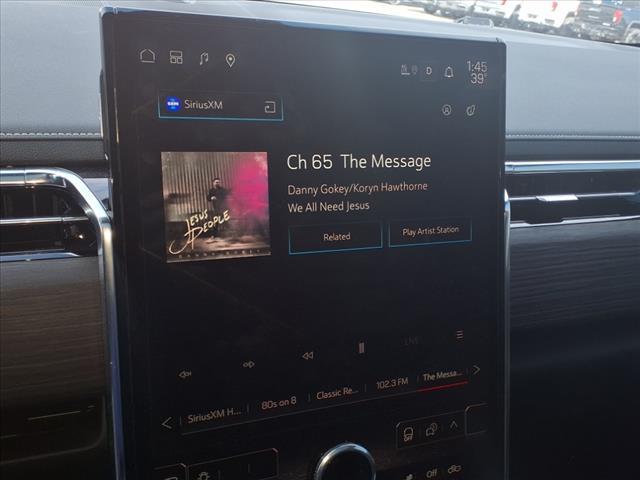 D
1:45
39°
SiriusXM
Ch 65 The Message
Danny Gokey/Koryn Hawthorne
We All Need Jesus
JESUS
PEOPLE
Related
Play Artist Station
LIVE
SiriusXM H...
80s on 8
Classic Re...
102.3 FM
The Messa...
Off